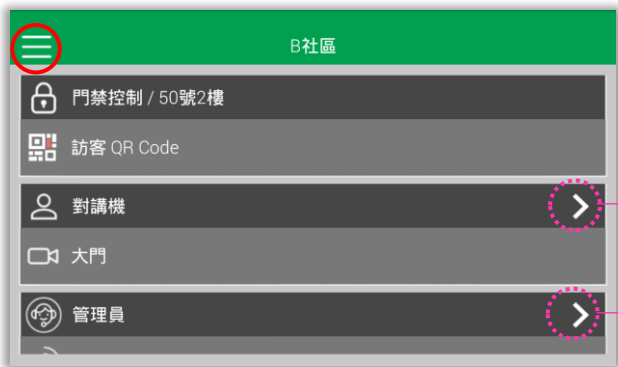 B社區
門禁控制 / 50號2樓
訪客 QR Code
對講機
大門
管理員